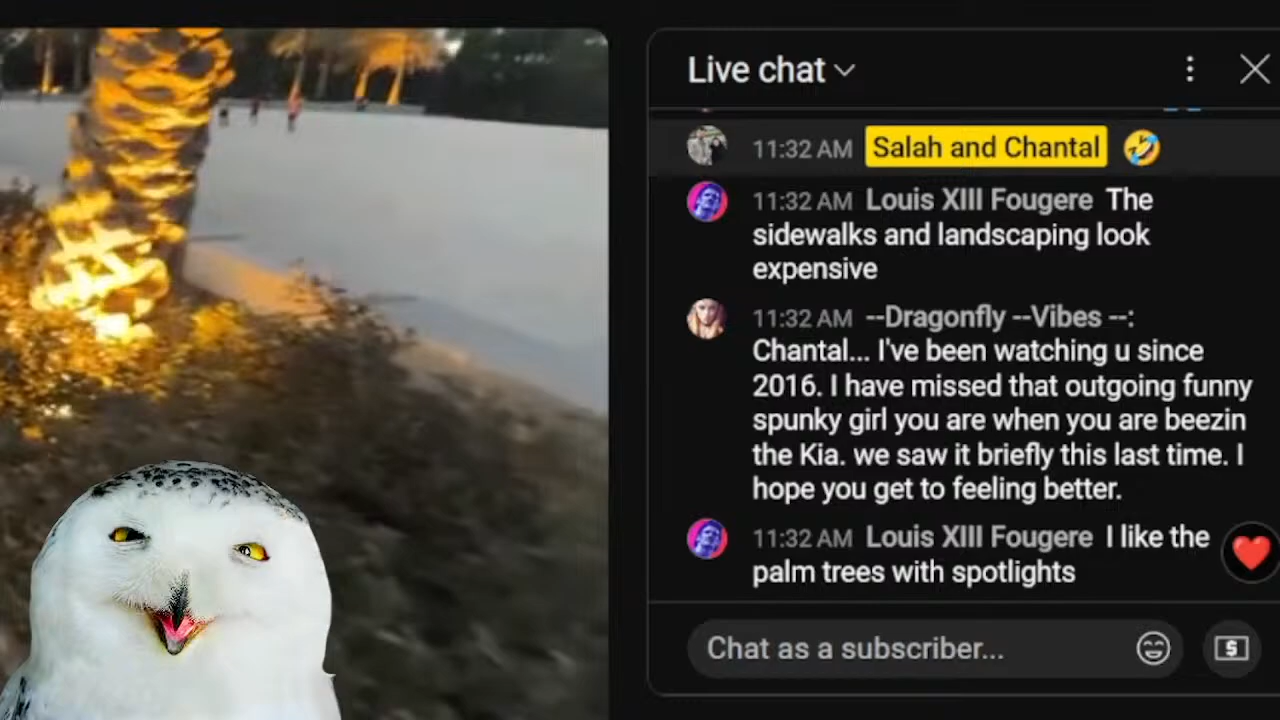 Live chat
11:32 AM Salah and Chantal 🤣
11:32 AM Louis XIII Fougere The
sidewalks and landscaping look
expensive
11:32 AM --Dragonfly --Vibes --:
Chantal... I've been watching u since
2016. I have missed that outgoing funny
spunky girl you are when you are beezin
the Kia. we saw it briefly this last time. I
hope you get to feeling better.
11:32 AM Louis XIII Fougere I like the
palm trees with spotlights
Chat as a subscriber...